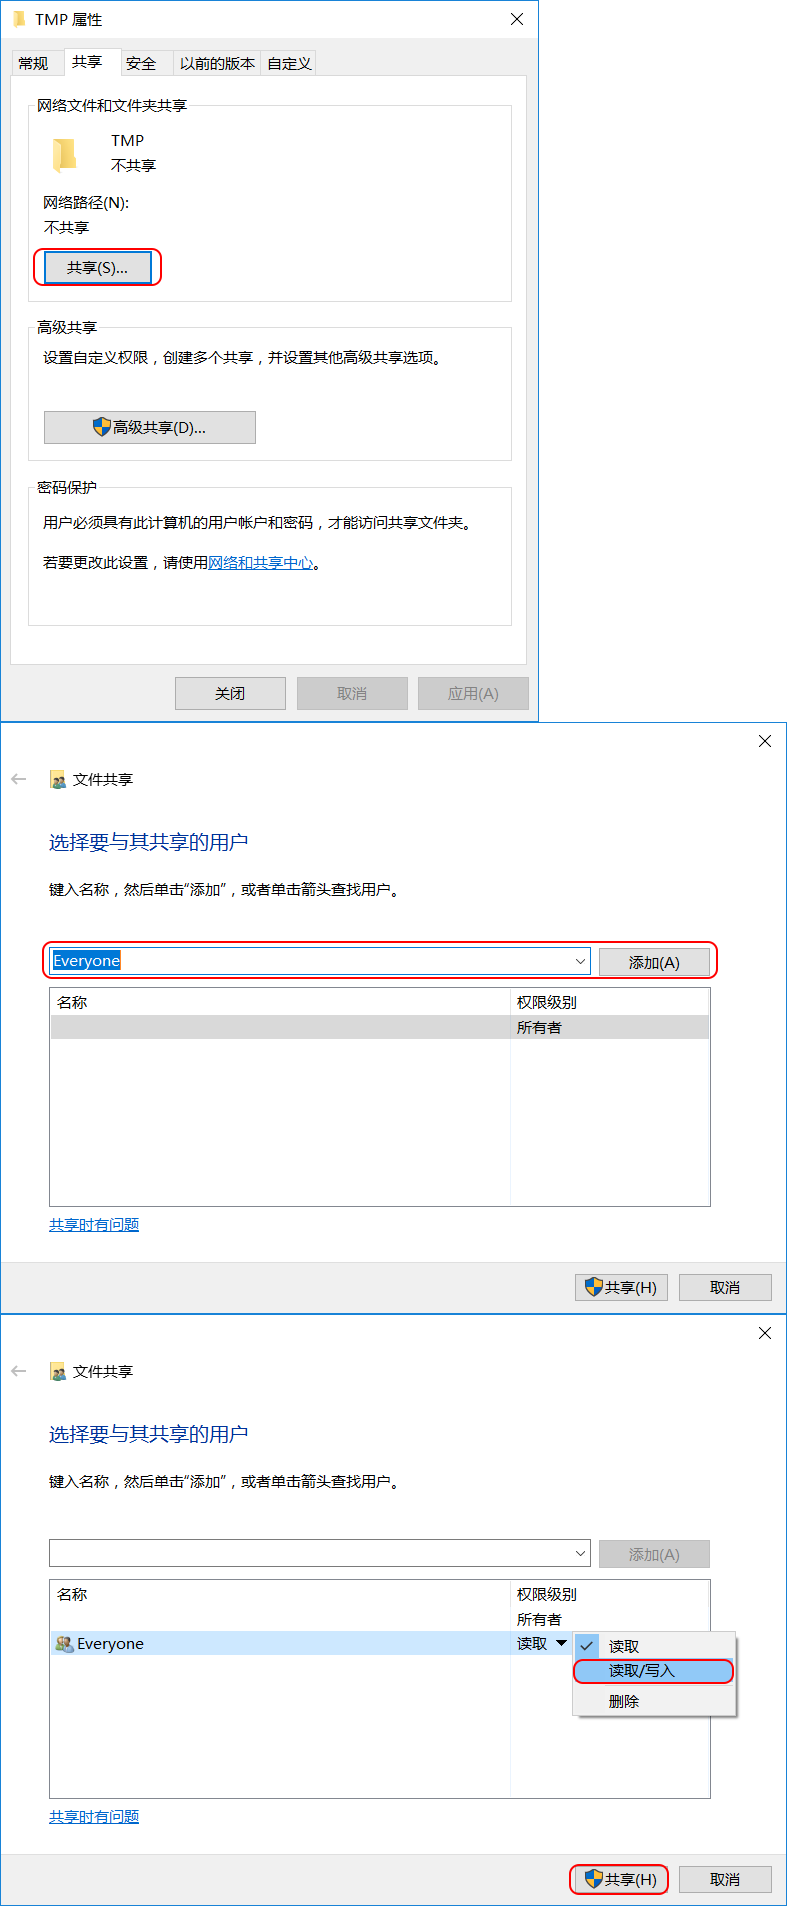 TMP 属性
常规 共享 安全 以前的版本 自定义
网络文件和文件夹共享
TMP
不共享
网络路径(N):
不共享
共享(S)...
高级共享
设置自定义权限，创建多个共享，并设置其他高级共享选项。
高级共享(D)...
密码保护
用户必须具有此计算机的用户帐户和密码，才能访问共享文件夹。
若要更改此设置，请使用网络和共享中心。
关闭 取消 应用(A)
文件共享
选择要与其共享的用户
键入名称，然后单击“添加”，或者单击箭头查找用户。
Everyone 添加(A)
名称 权限级别
所有者
共享时有问题
共享(H) 取消
文件共享
选择要与其共享的用户
键入名称，然后单击“添加”，或者单击箭头查找用户。
添加(A)
名称 权限级别
所有者
Everyone 读取
读取
读取/写入
删除
共享时有问题
共享(H) 取消